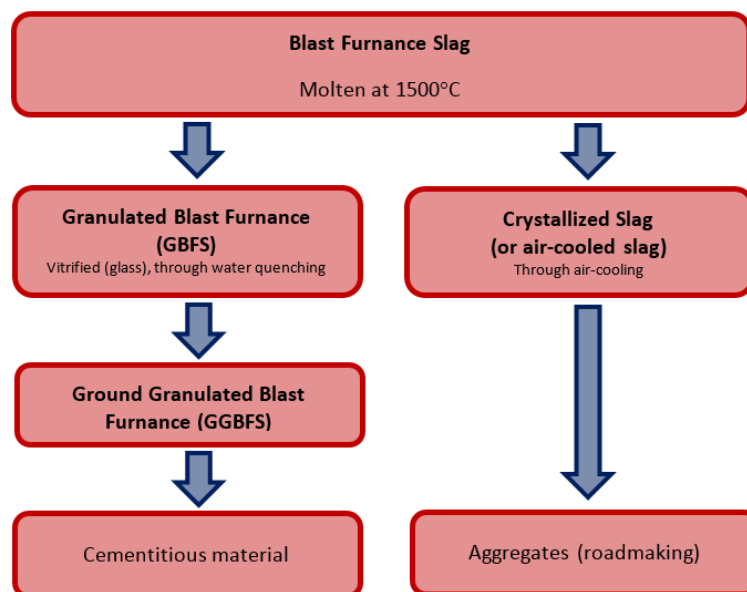 Blast Furnance Slag
Molten at 1500°C
Granulated Blast Furnance
(GBFS)
Vitrified (glass), through water quenching
Crystallized Slag
(or air-cooled slag)
Through air-cooling
Ground Granulated Blast
Furnance (GGBFS)
Cementitious material
Aggregates (roadmaking)